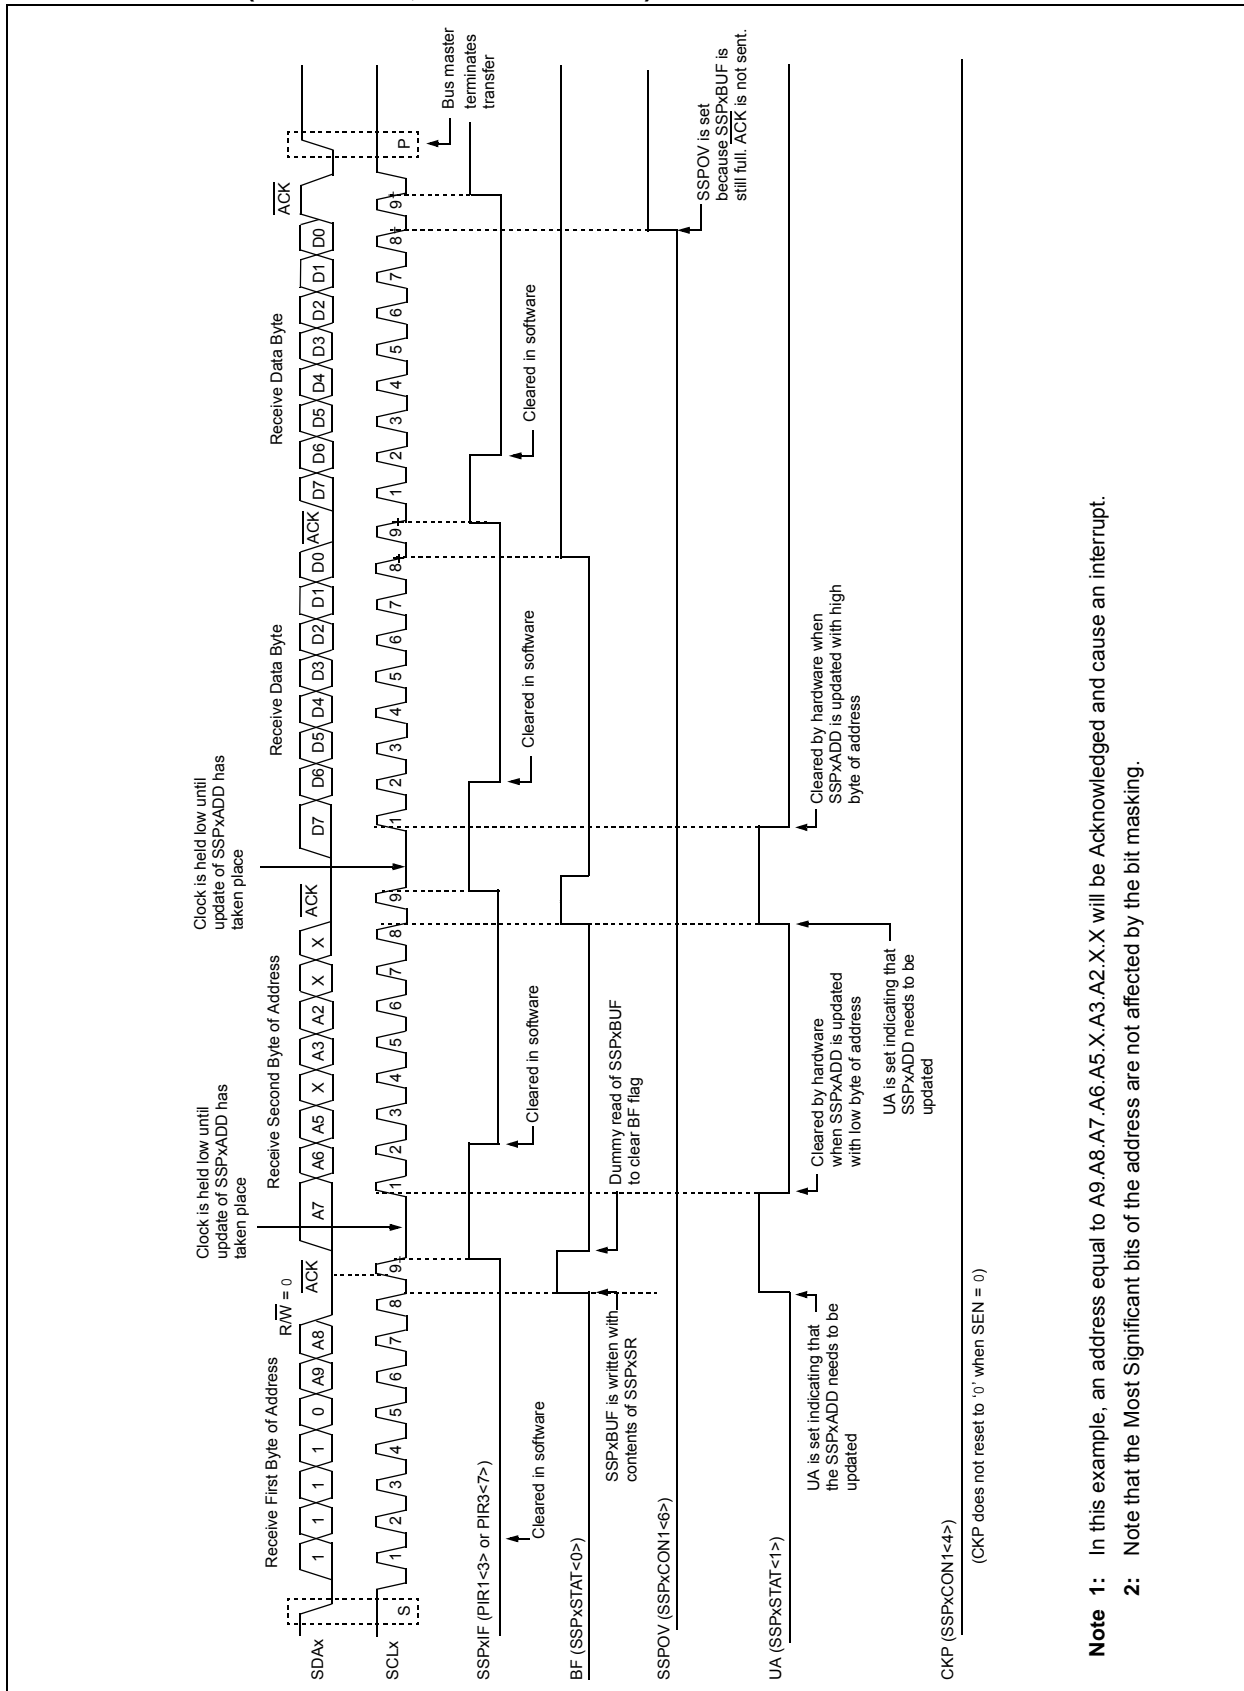 Receive First Byte of Address
R/W = 0
ACK
Clock is held low until
update of SSPxADD has
taken place
Receive Second Byte of Address
ACK
Clock is held low until
update of SSPxADD has
taken place
Receive Data Byte
ACK
Receive Data Byte
ACK
SDAx
1 1 1 1 0 A9 A8
A7 A6 A5 X A3 A2 X X
D7 D6 D5 D4 D3 D2 D1 D0
D7 D6 D5 D4 D3 D2 D1 D0
SCLx
S
1 2 3 4 5 6 7 8 9
1 2 3 4 5 6 7 8 9
1 2 3 4 5 6 7 8 9
1 2 3 4 5 6 7 8 9
P
Bus master
terminates
transfer
SSPxIF (PIR1<3> or PIR3<7>)
Cleared in software
Cleared in software
Cleared in software
Cleared in software
BF (SSPxSTAT<0>)
SSPxBUF is written with
contents of SSPxSR
Dummy read of SSPxBUF
to clear BF flag
SSPOV (SSPxCON1<6>)
SSPOV is set
because SSPxBUF is
still full. ACK is not sent.
UA (SSPxSTAT<1>)
UA is set indicating that
the SSPxADD needs to be
updated
Cleared by hardware
when SSPxADD is updated
with low byte of address
UA is set indicating that
SSPxADD needs to be
updated
Cleared by hardware when
SSPxADD is updated with high
byte of address
CKP (SSPxCON1<4>)
(CKP does not reset to ‘0’ when SEN = 0)
Note 1: In this example, an address equal to A9.A8.A7.A6.A5.X.A3.A2.X.X will be Acknowledged and cause an interrupt.
2: Note that the Most Significant bits of the address are not affected by the bit masking.